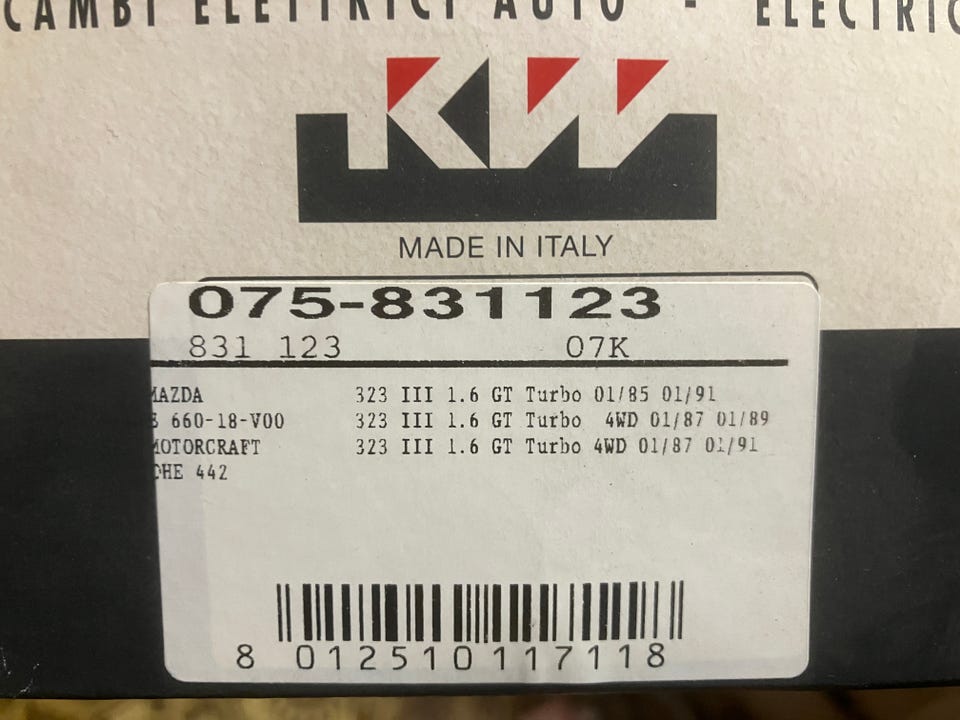 CAMBI ELETTRICI AUTO - ELECTRIC
KW
MADE IN ITALY
075-831123
831 123 07K
MAZDA 323 III 1.6 GT Turbo 01/85 01/91
660-18-V00 323 III 1.6 GT Turbo 4WD 01/87 01/89
MOTORCRAFT 323 III 1.6 GT Turbo 4WD 01/87 01/91
DHE 442
8 012510 117118